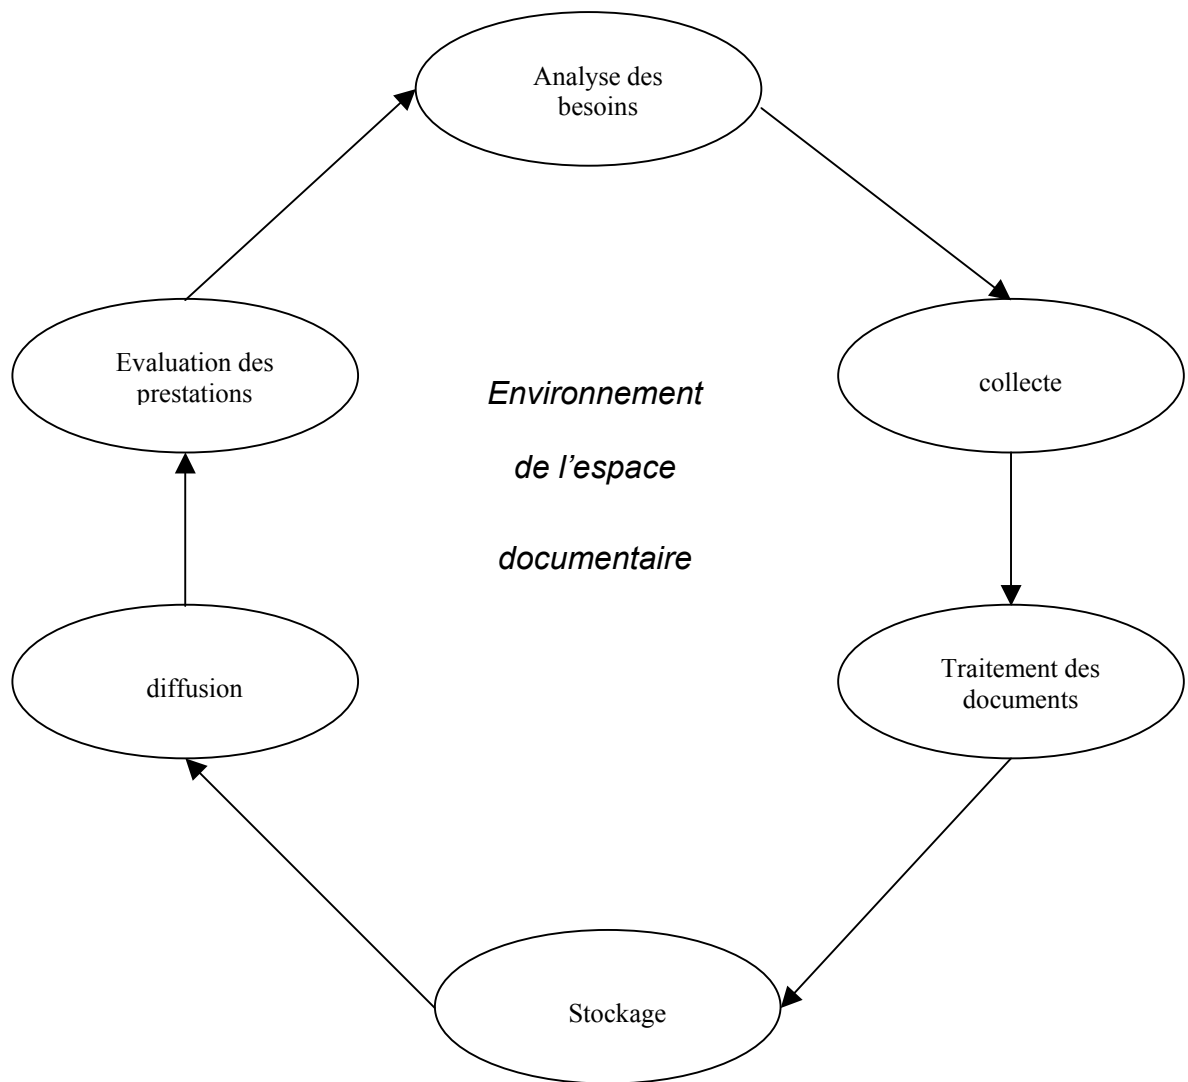 Analyse des
besoins
Evaluation des
prestations
collecte
Environnement
de l’espace
documentaire
diffusion
Traitement des
documents
Stockage